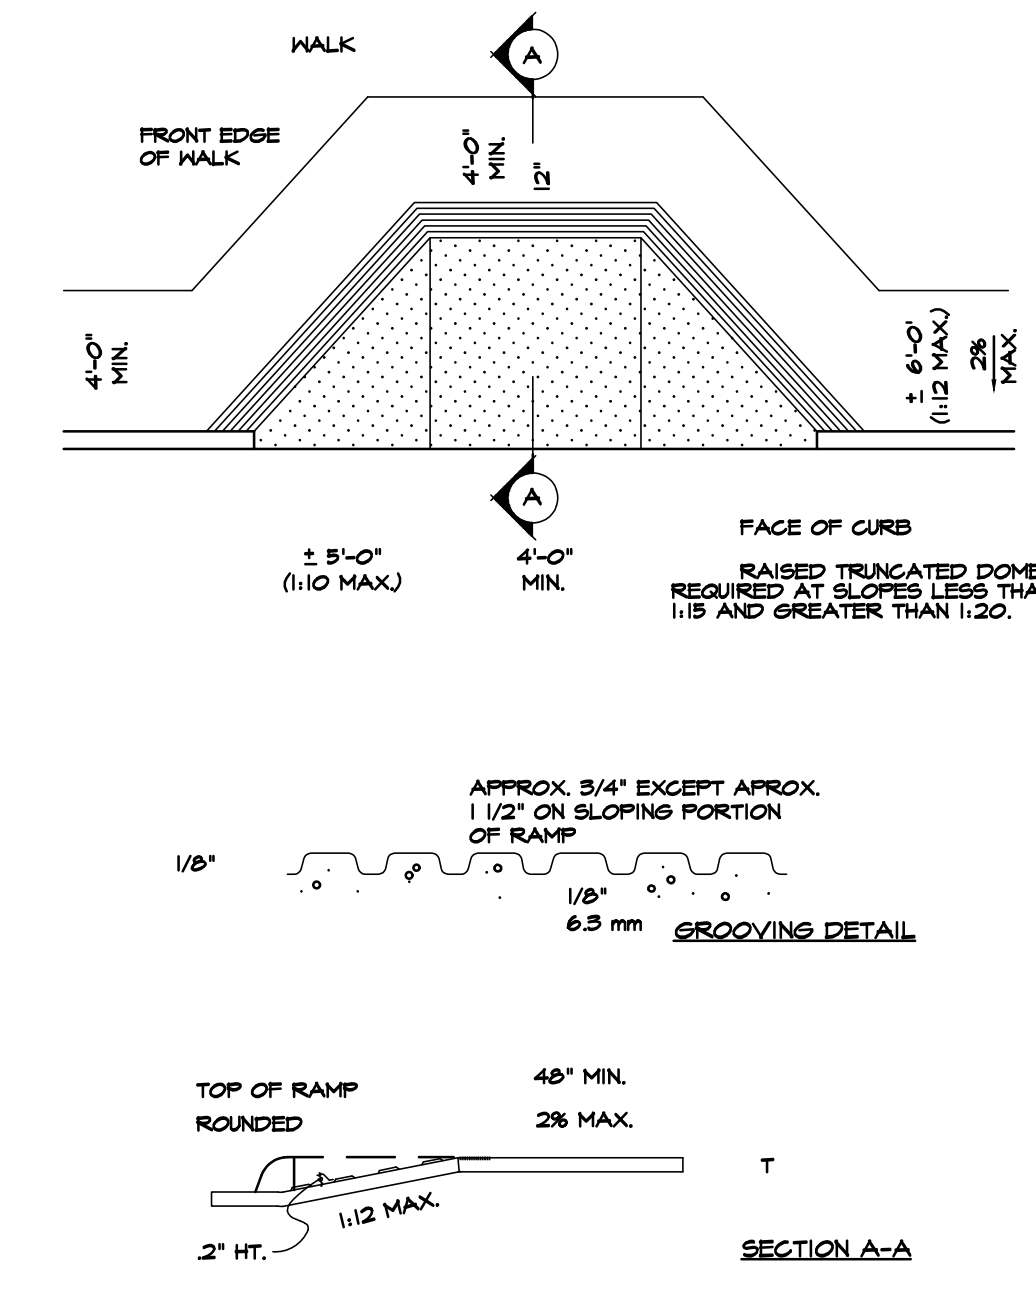 WALK
A
FRONT EDGE
OF WALK
4'-0"
MIN.
12"
4'-0"
MIN.
± 6'-0'
(1:12 MAX.)
2%
MAX.
A
FACE OF CURB
± 5'-0"
(1:10 MAX.)
4'-0"
MIN.
RAISED TRUNCATED DOME
REQUIRED AT SLOPES LESS THA
1:15 AND GREATER THAN 1:20.
APPROX. 3/4" EXCEPT APROX.
1 1/2" ON SLOPING PORTION
OF RAMP
1/8"
1/8"
6.3 mm
GROOVING DETAIL
48" MIN.
TOP OF RAMP
ROUNDED
2% MAX.
T
1:12 MAX.
.2" HT.
SECTION A-A